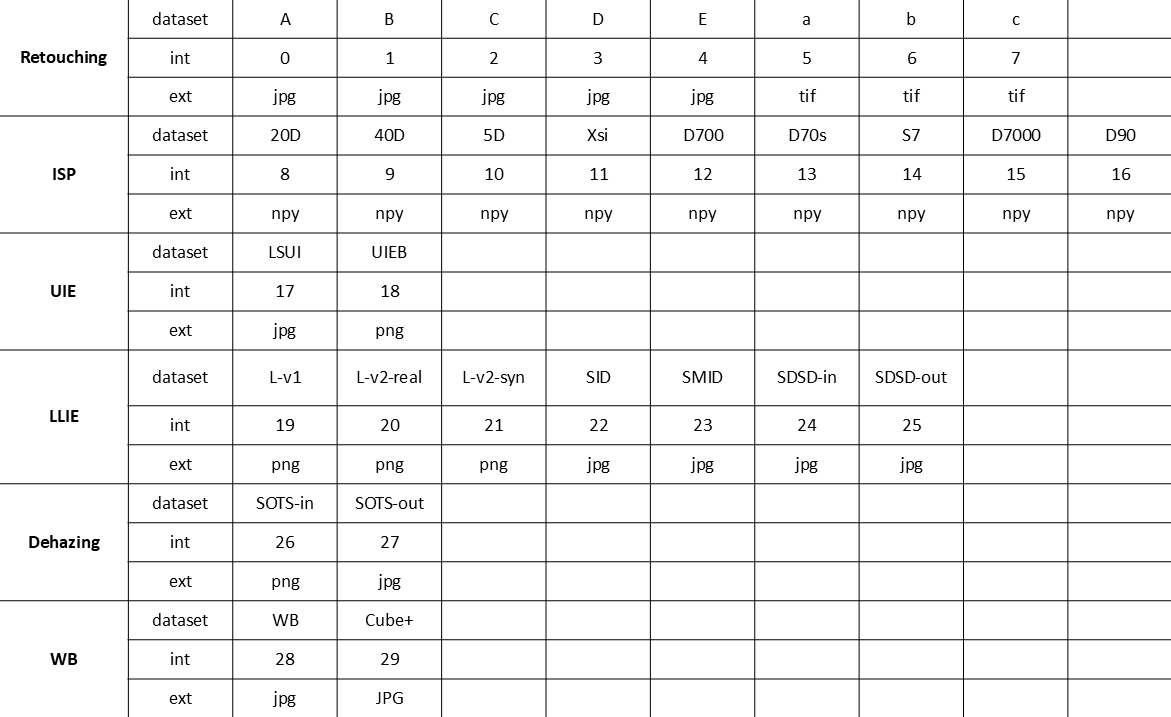 dataset A B C D E a b c
Retouching int 0 1 2 3 4 5 6 7
ext jpg jpg jpg jpg jpg tif tif tif
dataset 20D 40D 5D Xsi D700 D70s S7 D7000 D90
ISP int 8 9 10 11 12 13 14 15 16
ext npy npy npy npy npy npy npy npy npy
dataset LSUI UIEB
UIE int 17 18
ext jpg png
dataset L-v1 L-v2-real L-v2-syn SID SMID SDSD-in SDSD-out
LLIE int 19 20 21 22 23 24 25
ext png png png jpg jpg jpg jpg
dataset SOTS-in SOTS-out
Dehazing int 26 27
ext png jpg
dataset WB Cube+
WB int 28 29
ext jpg JPG